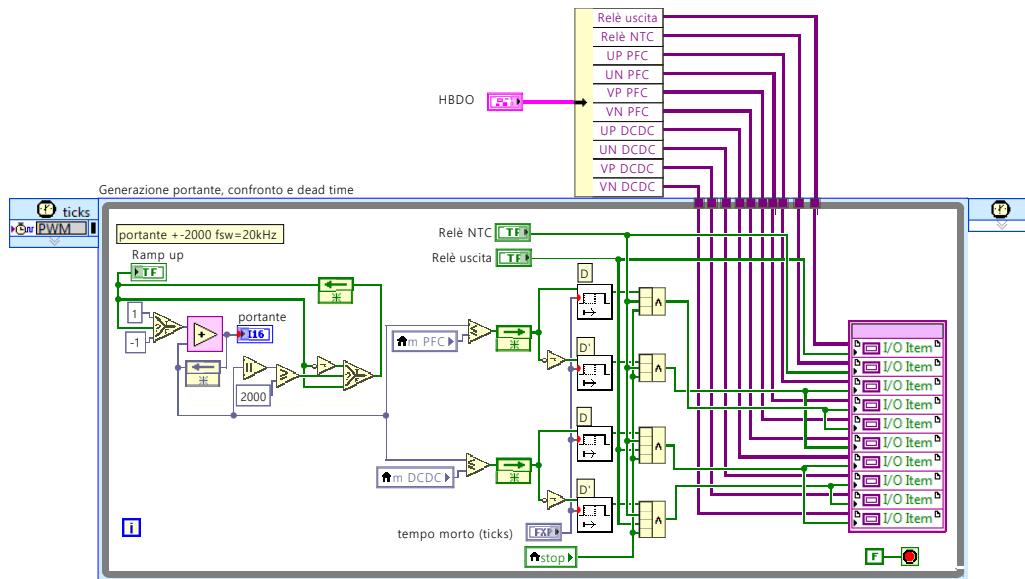 Relè uscita
Relè NTC
UP PFC
UN PFC
VP PFC
VN PFC
UP DCDC
UN DCDC
VP DCDC
VN DCDC
HBDO
Generazione portante, confronto e dead time
ticks
PWM
portante +-2000 fsw=20kHz
Ramp up
TF
Relè NTC
TF
Relè uscita
TF
1
-1
portante
I16
2000
m PFC
m DCDC
D
D'
D
D'
tempo morto (ticks)
FXP
stop
i
I/O Item
I/O Item
I/O Item
I/O Item
I/O Item
I/O Item
I/O Item
I/O Item
I/O Item
I/O Item
F